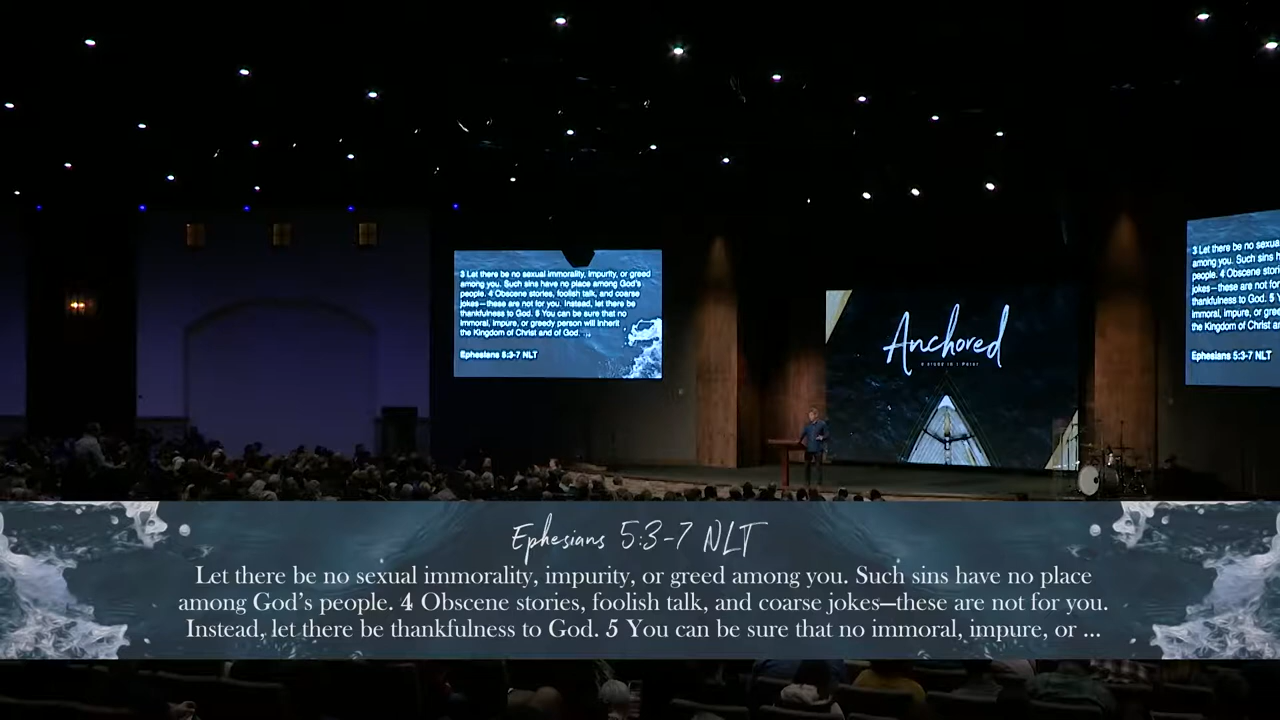 3 Let there be no sexual immorality, impurity, or greed
among you. Such sins have no place among God's
people. 4 Obscene stories, foolish talk, and coarse
jokes—these are not for you. Instead, let there be
thankfulness to God. 5 You can be sure that no
immoral, impure, or greedy person will inherit
the Kingdom of Christ and of God. ...
Ephesians 5:3-7 NLT
Anchored
a study in 1 Peter
3 Let there be no sexual
among you. Such sins h
people. 4 Obscene stori
jokes—these are not for
thankfulness to God. 5 Y
immoral, impure, or gree
the Kingdom of Christ a
Ephesians 5:3-7 NLT
Ephesians 5:3-7 NLT
Let there be no sexual immorality, impurity, or greed among you. Such sins have no place
among God's people. 4 Obscene stories, foolish talk, and coarse jokes—these are not for you.
Instead, let there be thankfulness to God. 5 You can be sure that no immoral, impure, or ...